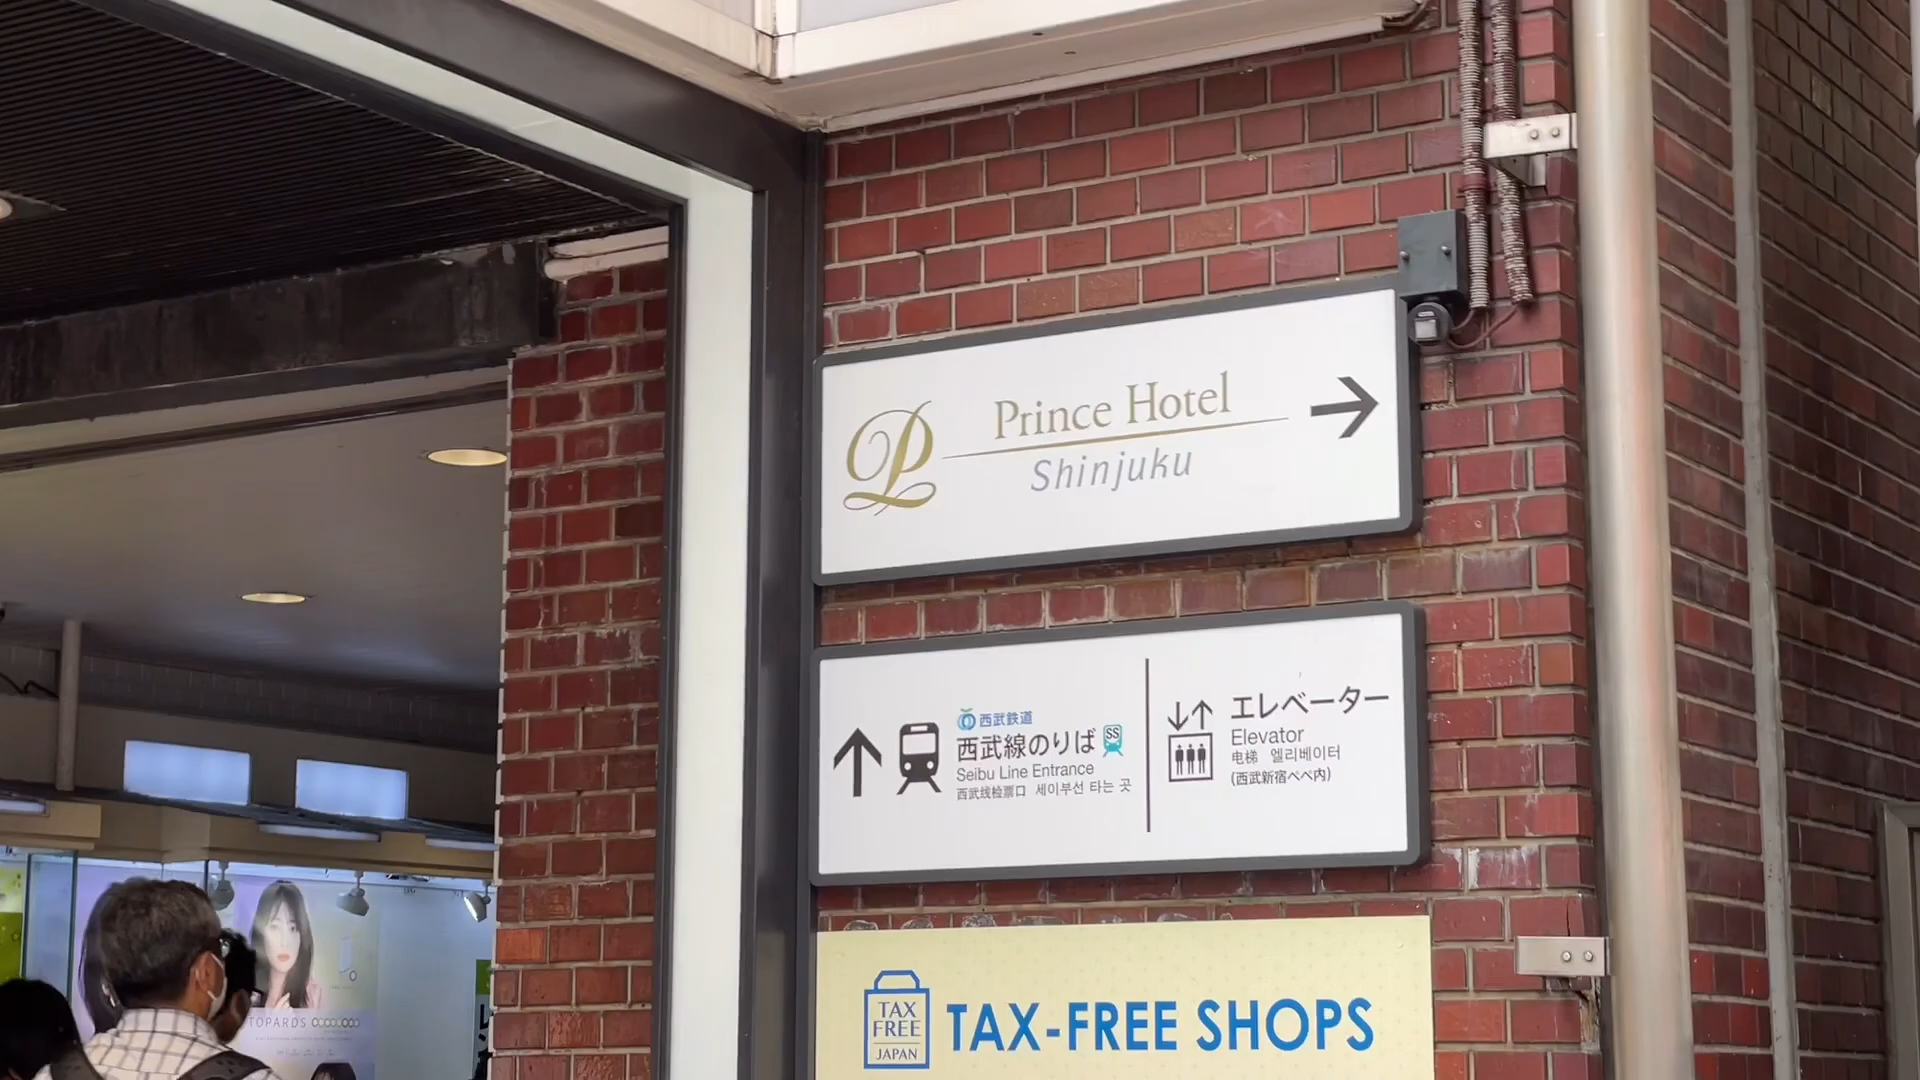 Prince Hotel
Shinjuku
西武鉄道
西武線のりば SS
Seibu Line Entrance
西武线检票口 세이부선 타는 곳
エレベーター
Elevator
电梯 엘리베이터
(西武新宿ペペ内)
TAX
FREE
JAPAN
TAX-FREE SHOPS
TOPARDS